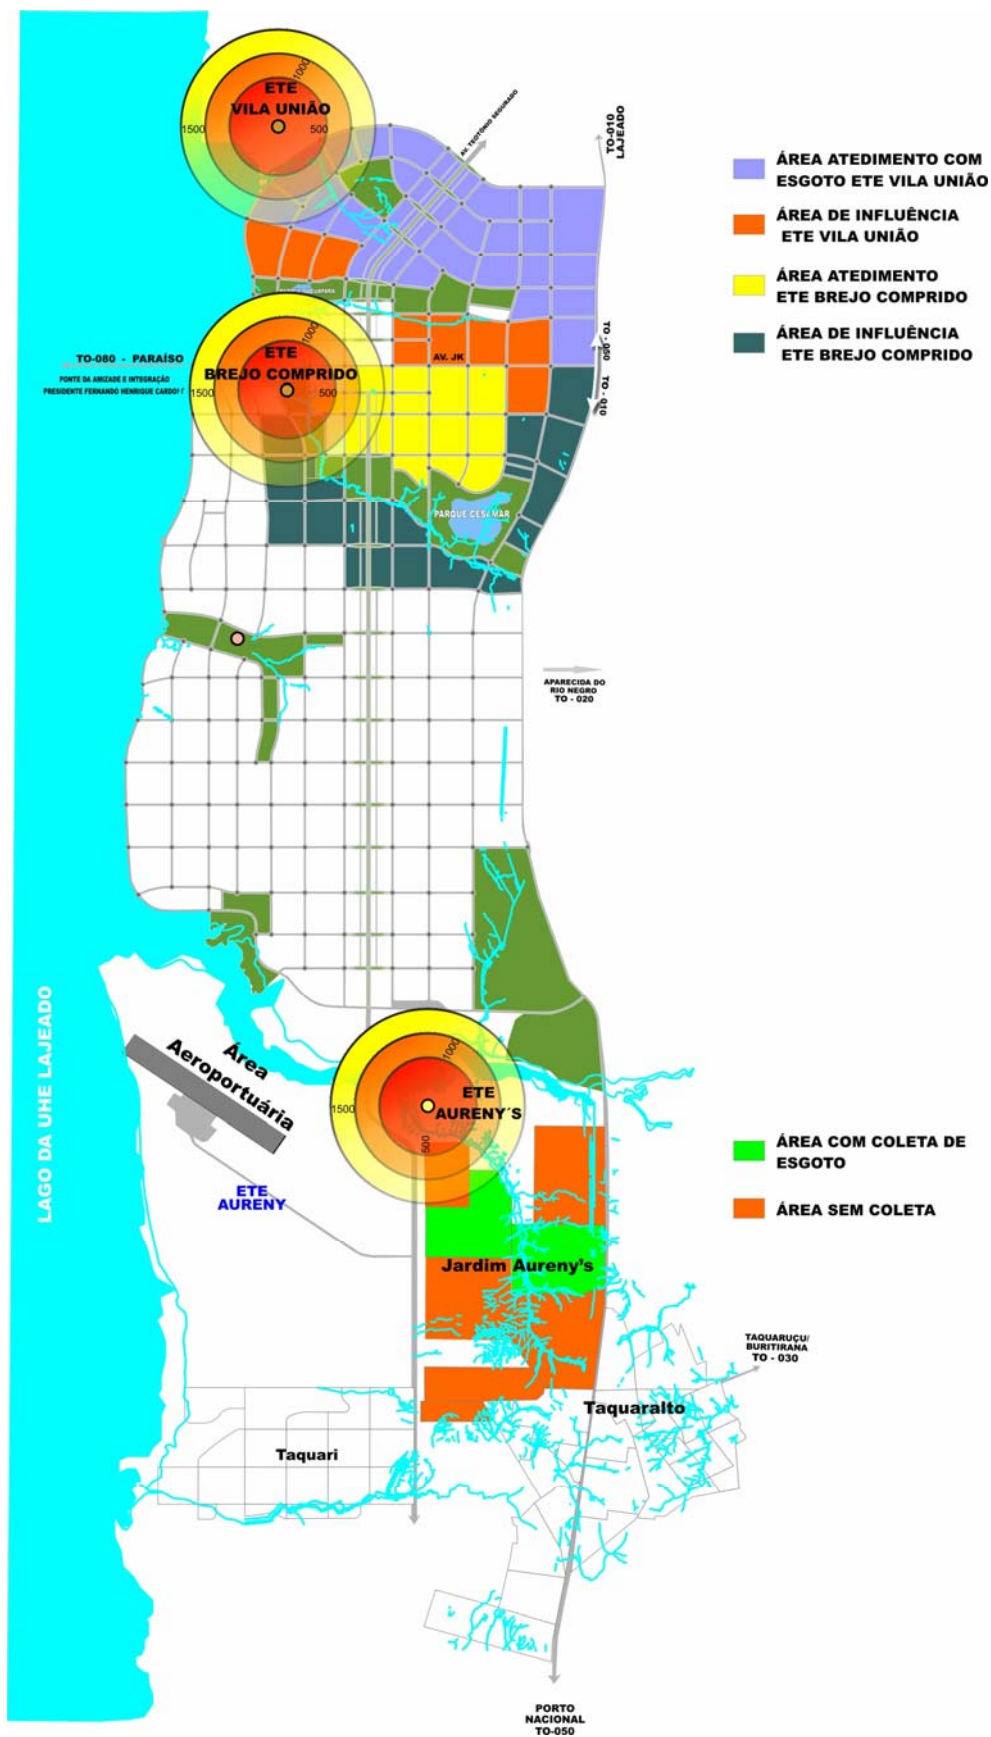 ETE
VILA UNIÃO
1000
1500
500
AV. TEOTÔNIO SEGURADO
TO-010
LAJEADO
ÁREA ATEDIMENTO COM
ESGOTO ETE VILA UNIÃO
ÁREA DE INFLUÊNCIA
ETE VILA UNIÃO
ÁREA ATEDIMENTO
ETE BREJO COMPRIDO
ÁREA DE INFLUÊNCIA
ETE BREJO COMPRIDO
TO-080 - PARAÍSO
PONTE DA AMIZADE E INTEGRAÇÃO
PRESIDENTE FERNANDO HENRIQUE
ETE
BREJO COMPRIDO
1000
1500
500
AV. JK
TO - 050
TO - 010
PARQUE CESAMAR
APARECIDA DO
RIO NEGRO
TO - 020
LAGO DA UHE LAJEADO
Área
Aeroportuária
ETE
AURENY
ETE
AURENY´S
1000
1500
500
ÁREA COM COLETA DE
ESGOTO
ÁREA SEM COLETA
Jardim Aureny's
TAQUARUÇU/
BURITIRANA
TO - 030
Taquaralto
Taquari
PORTO
NACIONAL
TO-050